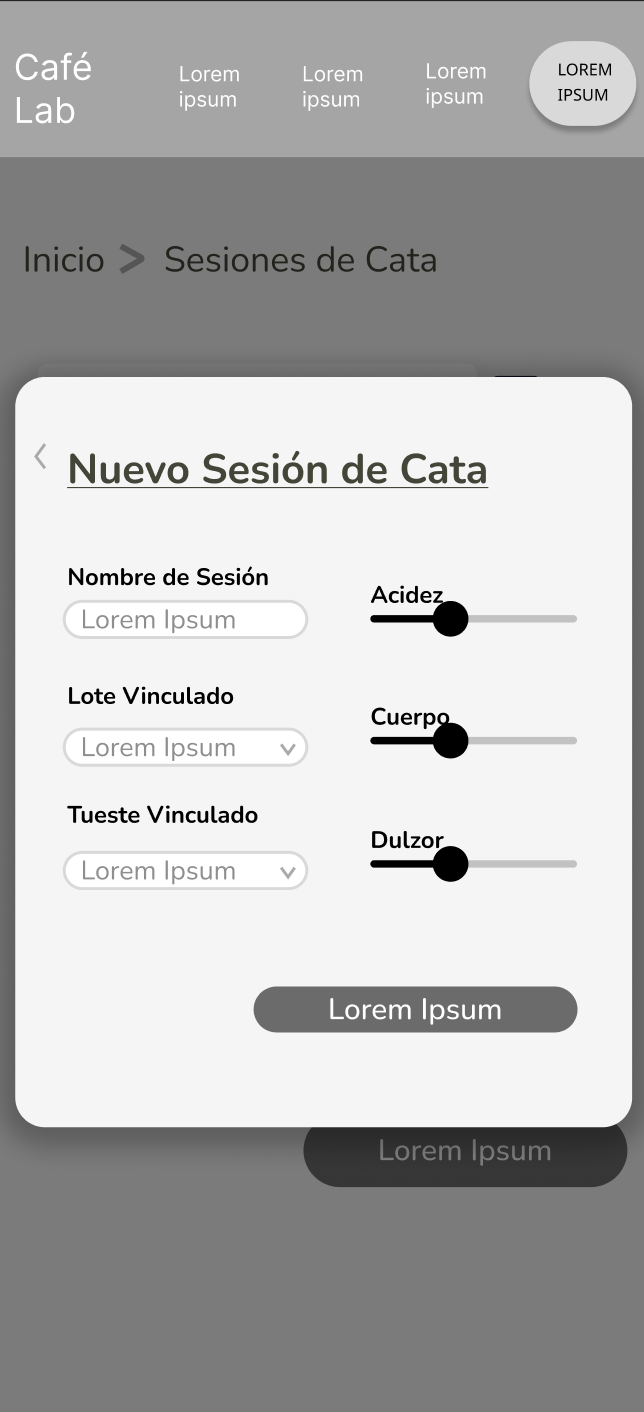 Café
Lab
Lorem
ipsum
Lorem
ipsum
Lorem
ipsum
LOREM
IPSUM
Inicio > Sesiones de Cata
Nuevo Sesión de Cata
Nombre de Sesión
Lorem Ipsum
Lote Vinculado
Lorem Ipsum
Tueste Vinculado
Lorem Ipsum
Acidez
Cuerpo
Dulzor
Lorem Ipsum
Lorem Ipsum